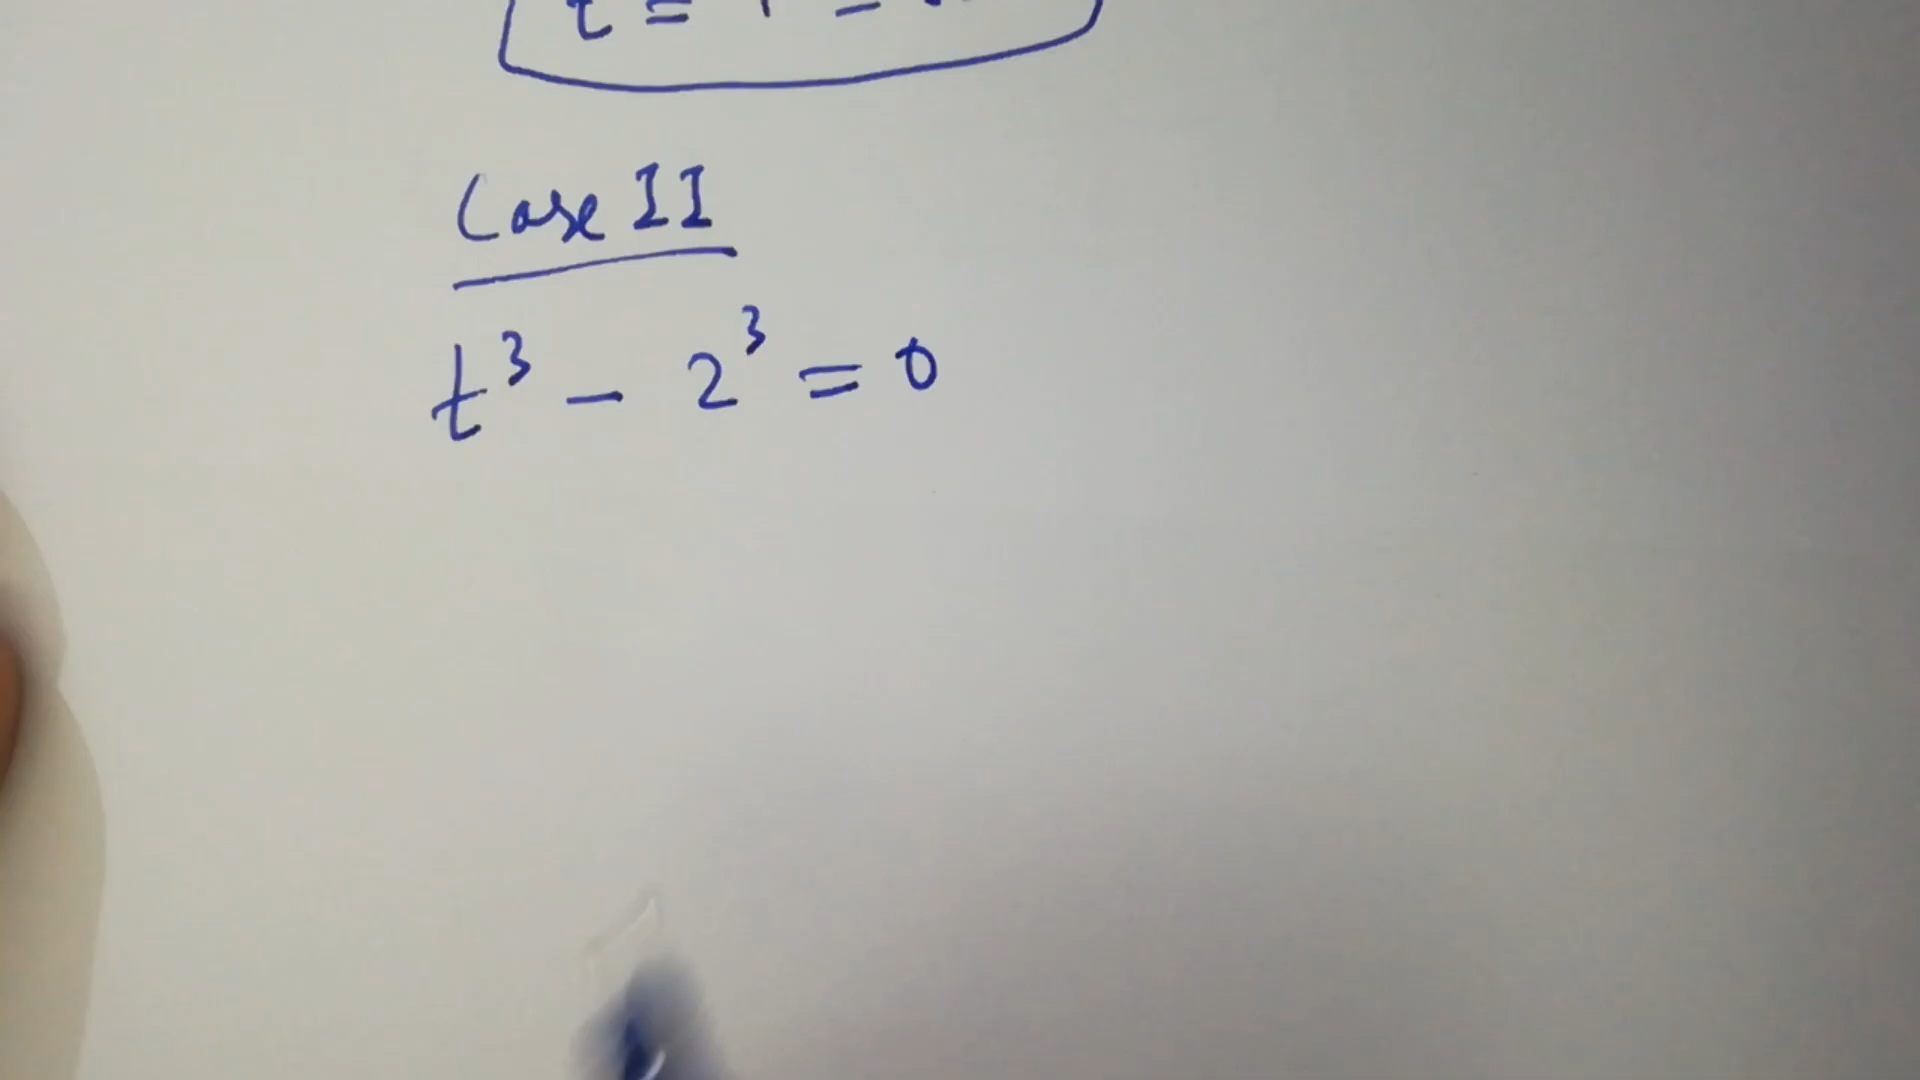 t =
Case II
t³ - 2³ = 0